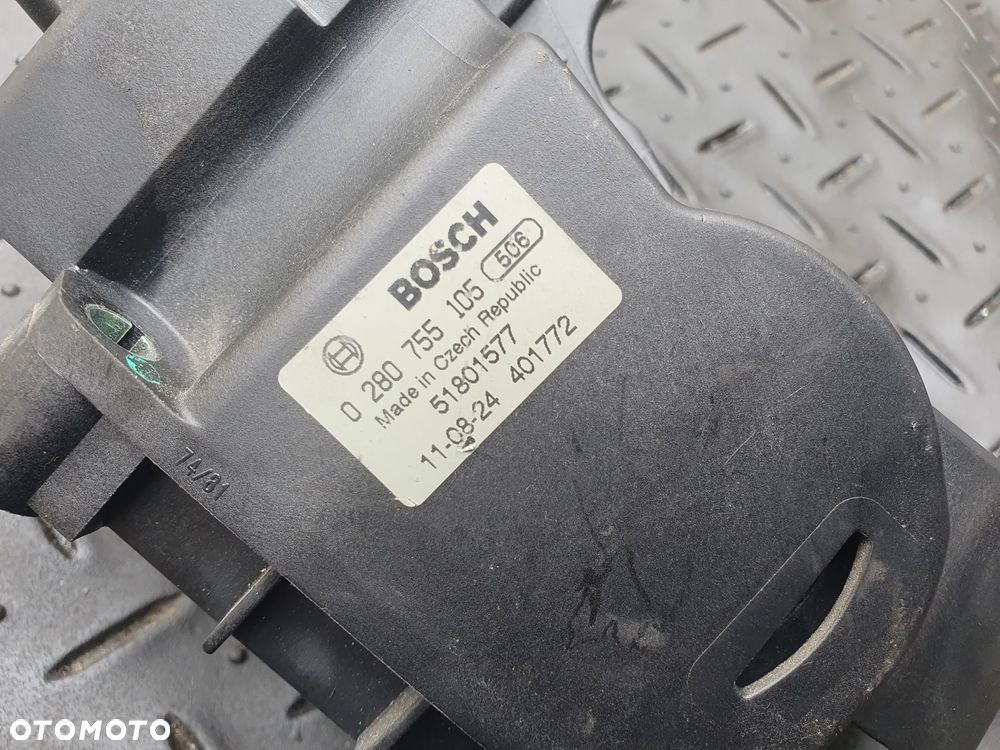 BOSCH
0 280 755 105 506
Made in Czech Republic
51801577
11-08-24 401772
74/81
OTOMOTO